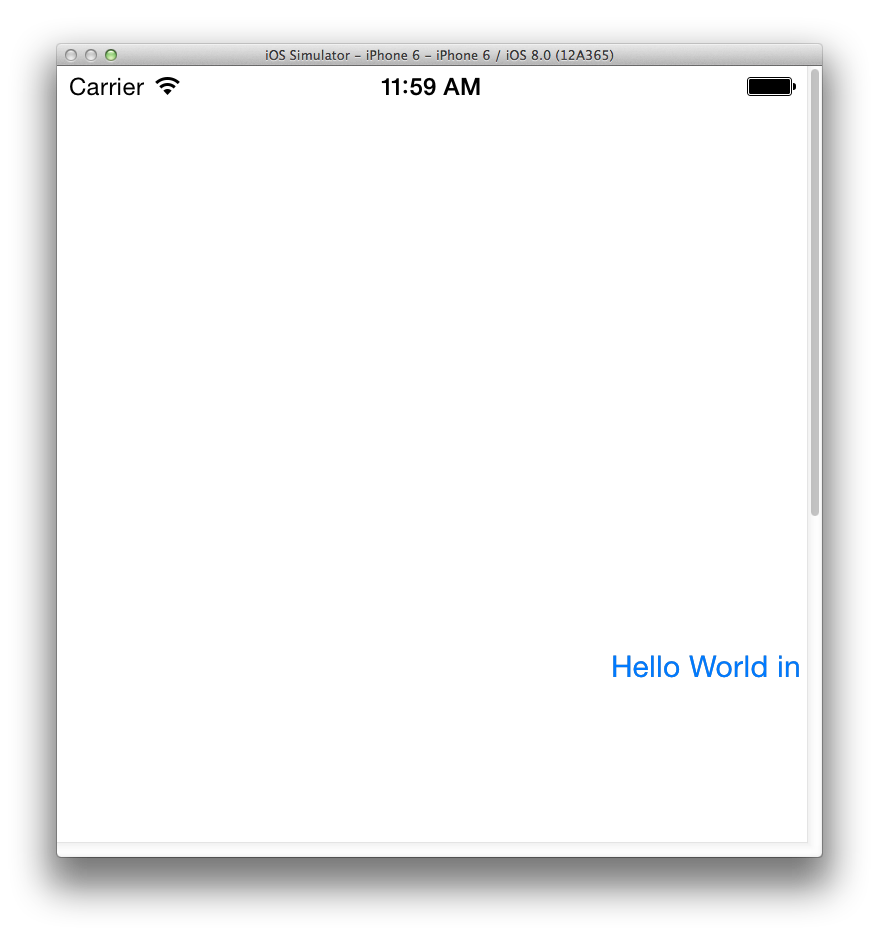 iOS Simulator – iPhone 6 – iPhone 6 / iOS 8.0 (12A365)
Carrier 11:59 AM
Hello World in